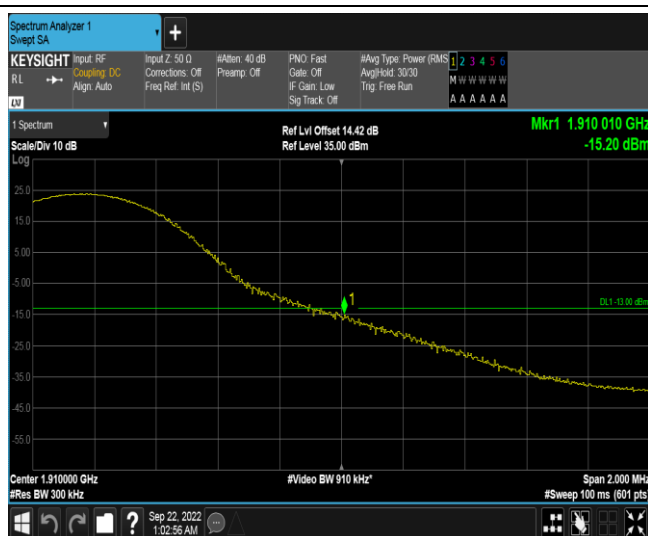 Spectrum Analyzer 1
Swept SA
+
KEYSIGHT Input: RF Input Z: 50 Ω #Atten: 40 dB PNO: Fast #Avg Type: Power (RMS 1 2 3 4 5 6
RL Coupling: DC Corrections: Off Preamp: Off Gate: Off Avg|Hold: 30/30 M W W W W W
Align: Auto Freq Ref: Int (S) IF Gain: Low Trig: Free Run
Sig Track: Off A A A A A A
1 Spectrum Ref Lvl Offset 14.42 dB Mkr1 1.910 010 GHz
Scale/Div 10 dB Ref Level 35.00 dBm -15.20 dBm
Log
25.0
15.0
5.00
-5.00
1
DL1 -13.00 dBm
-15.0
-25.0
-35.0
-45.0
-55.0
Center 1.910000 GHz #Video BW 910 kHz* Span 2.000 MHz
#Res BW 300 kHz #Sweep 100 ms (601 pts)
? Sep 22, 2022
1:02:56 AM